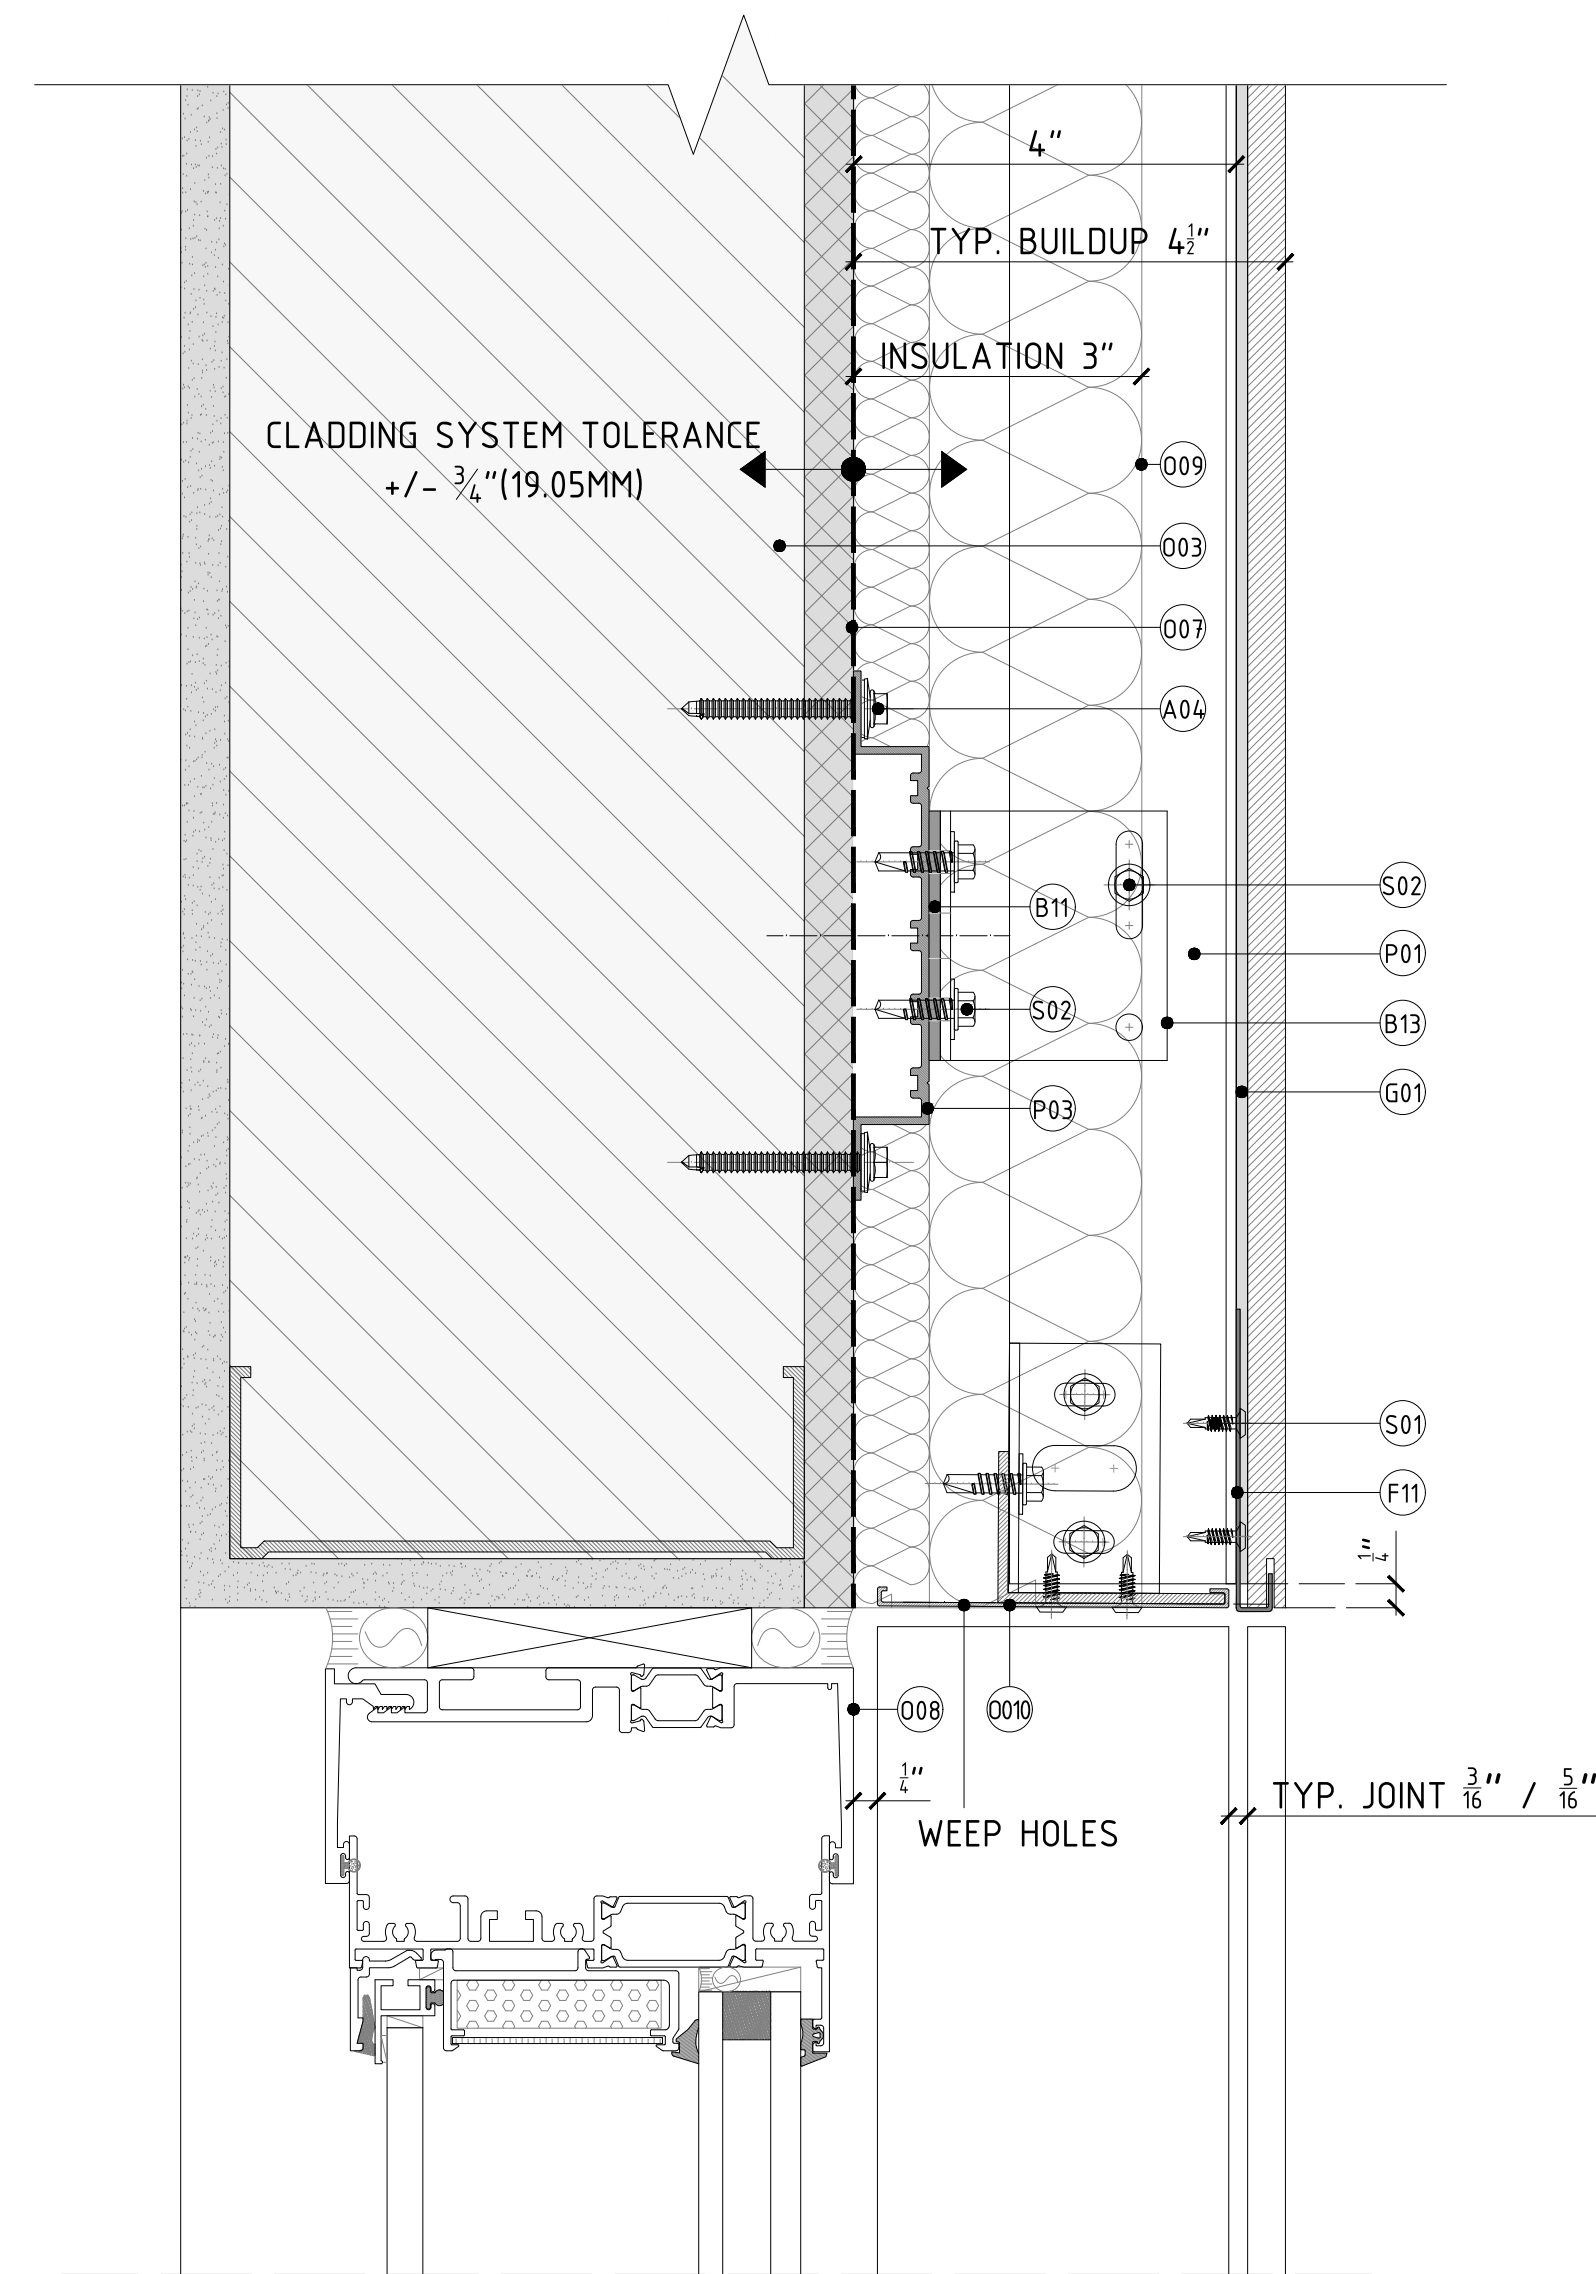 4"
TYP. BUILDUP 4 1/2"
INSULATION 3"
CLADDING SYSTEM TOLERANCE
+/- 3/4"(19.05MM)
O09
O03
O07
A04
S02
B11
P01
S02
B13
G01
P03
S01
F11
1/4"
O08
O010
1/4"
TYP. JOINT 3/16" / 5/16"
WEEP HOLES